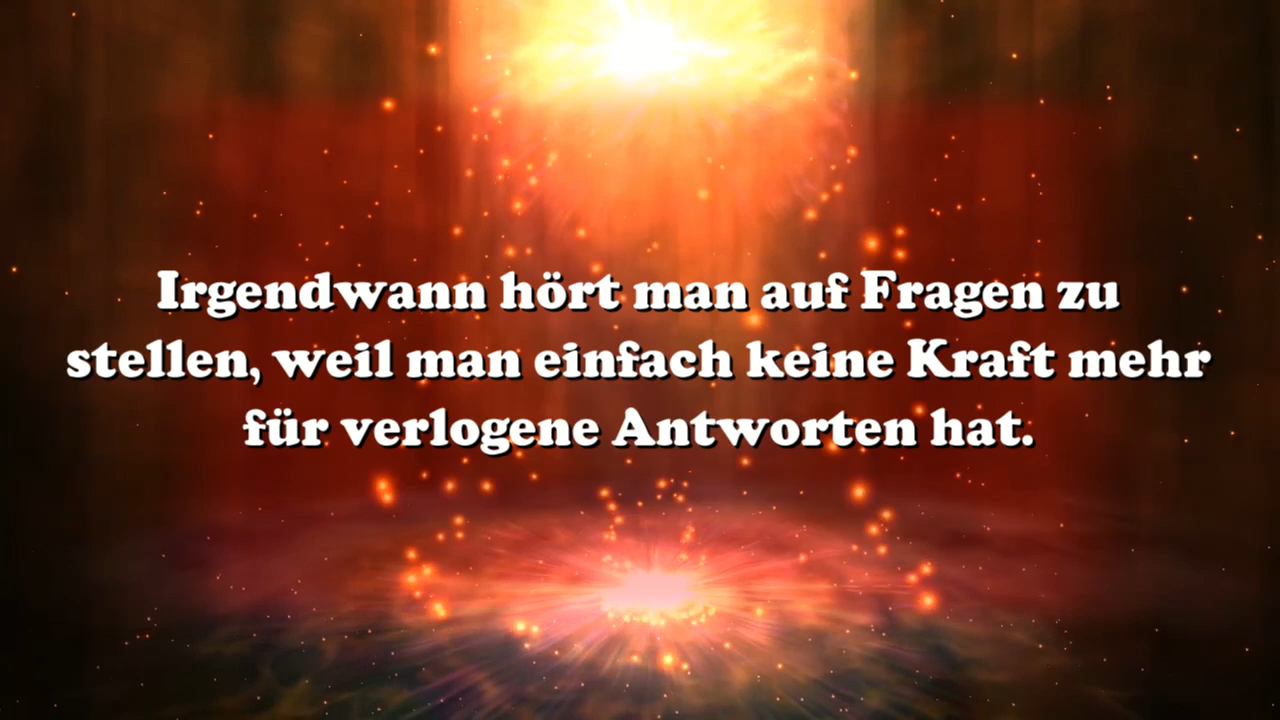 Irgendwann hört man auf Fragen zu
stellen, weil man einfach keine Kraft mehr
für verlogene Antworten hat.